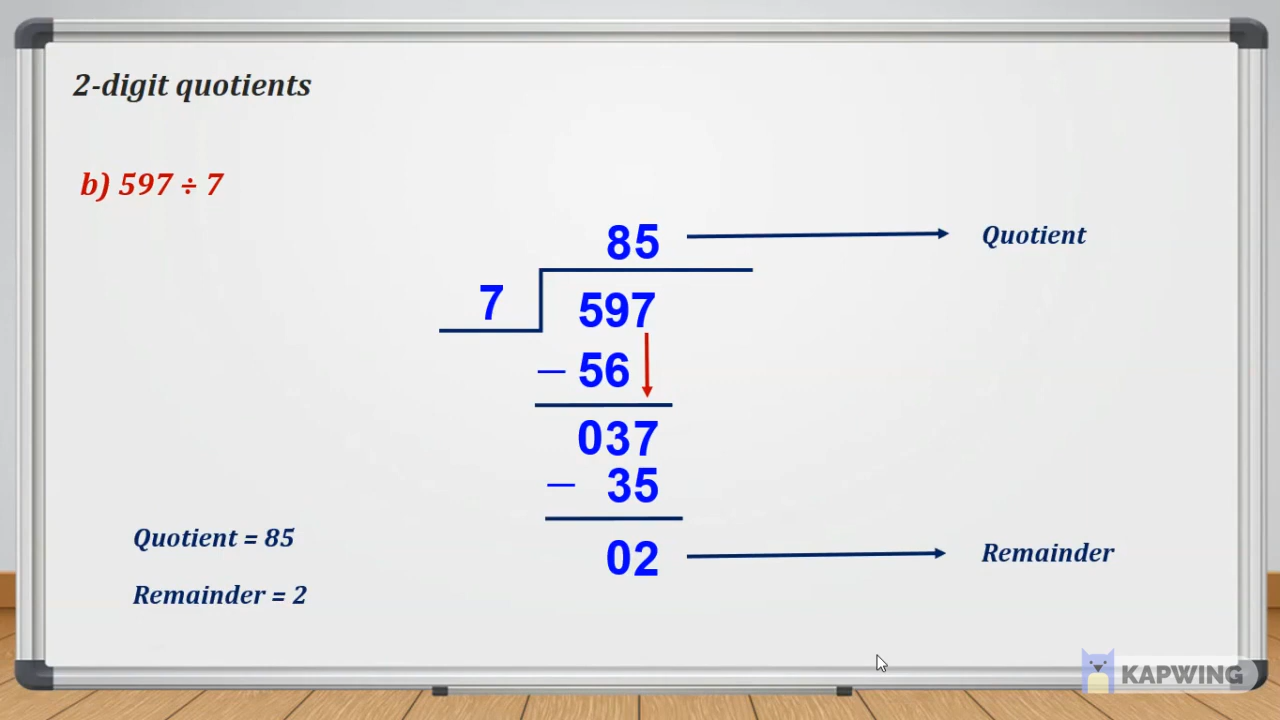 2-digit quotients
b) 597 ÷ 7
85
Quotient
7
597
– 56
037
– 35
02
Remainder
Quotient = 85
Remainder = 2
KAPWING